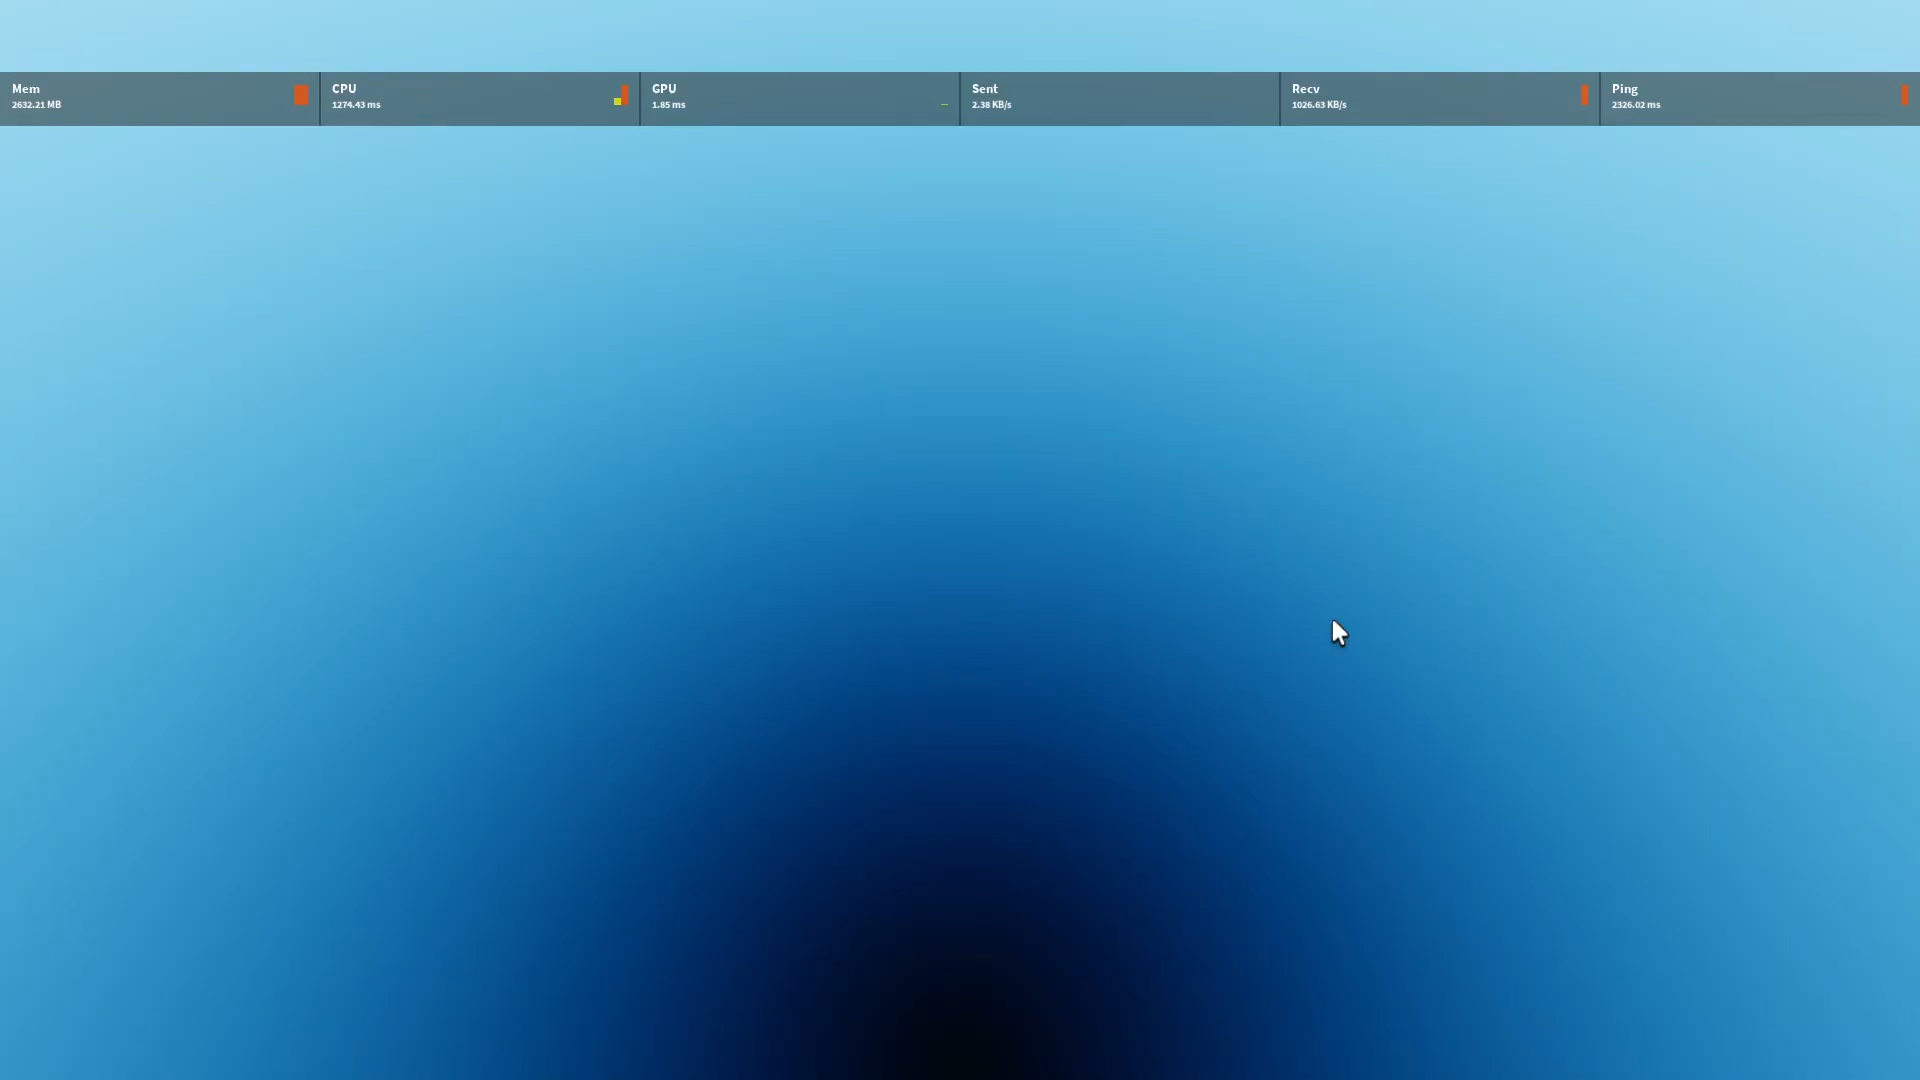 Mem
2632.21 MB
CPU
1274.43 ms
GPU
1.85 ms
Sent
2.38 KB/s
Recv
1026.63 KB/s
Ping
2326.02 ms